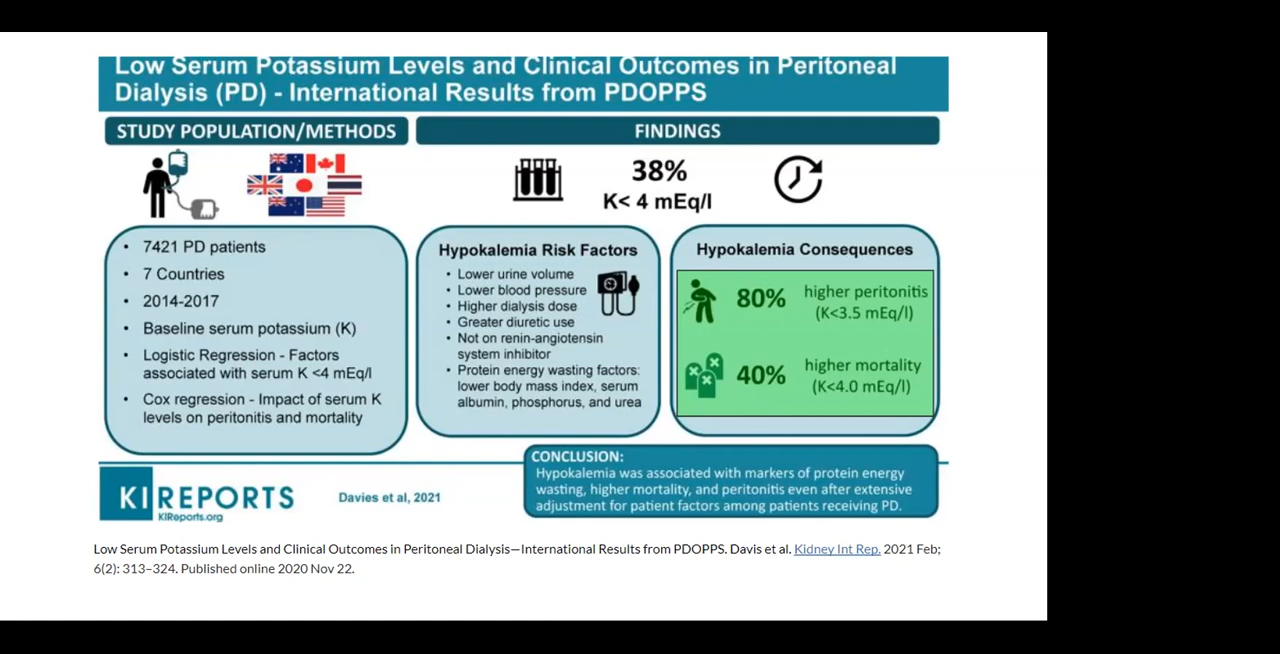 Low Serum Potassium Levels and Clinical Outcomes in Peritoneal
Dialysis (PD) - International Results from PDOPPS
STUDY POPULATION/METHODS
FINDINGS
38%
K< 4 mEq/l
• 7421 PD patients
• 7 Countries
• 2014-2017
• Baseline serum potassium (K)
• Logistic Regression - Factors
associated with serum K <4 mEq/l
• Cox regression - Impact of serum K
levels on peritonitis and mortality
Hypokalemia Risk Factors
• Lower urine volume
• Lower blood pressure
• Higher dialysis dose
• Greater diuretic use
• Not on renin-angiotensin
system inhibitor
• Protein energy wasting factors:
lower body mass index, serum
albumin, phosphorus, and urea
Hypokalemia Consequences
80%
higher peritonitis
(K<3.5 mEq/l)
40%
higher mortality
(K<4.0 mEq/l)
CONCLUSION:
Hypokalemia was associated with markers of protein energy
wasting, higher mortality, and peritonitis even after extensive
adjustment for patient factors among patients receiving PD.
KI REPORTS
KIReports.org
Davies et al, 2021
Low Serum Potassium Levels and Clinical Outcomes in Peritoneal Dialysis—International Results from PDOPPS. Davis et al. Kidney Int Rep. 2021 Feb;
6(2): 313–324. Published online 2020 Nov 22.